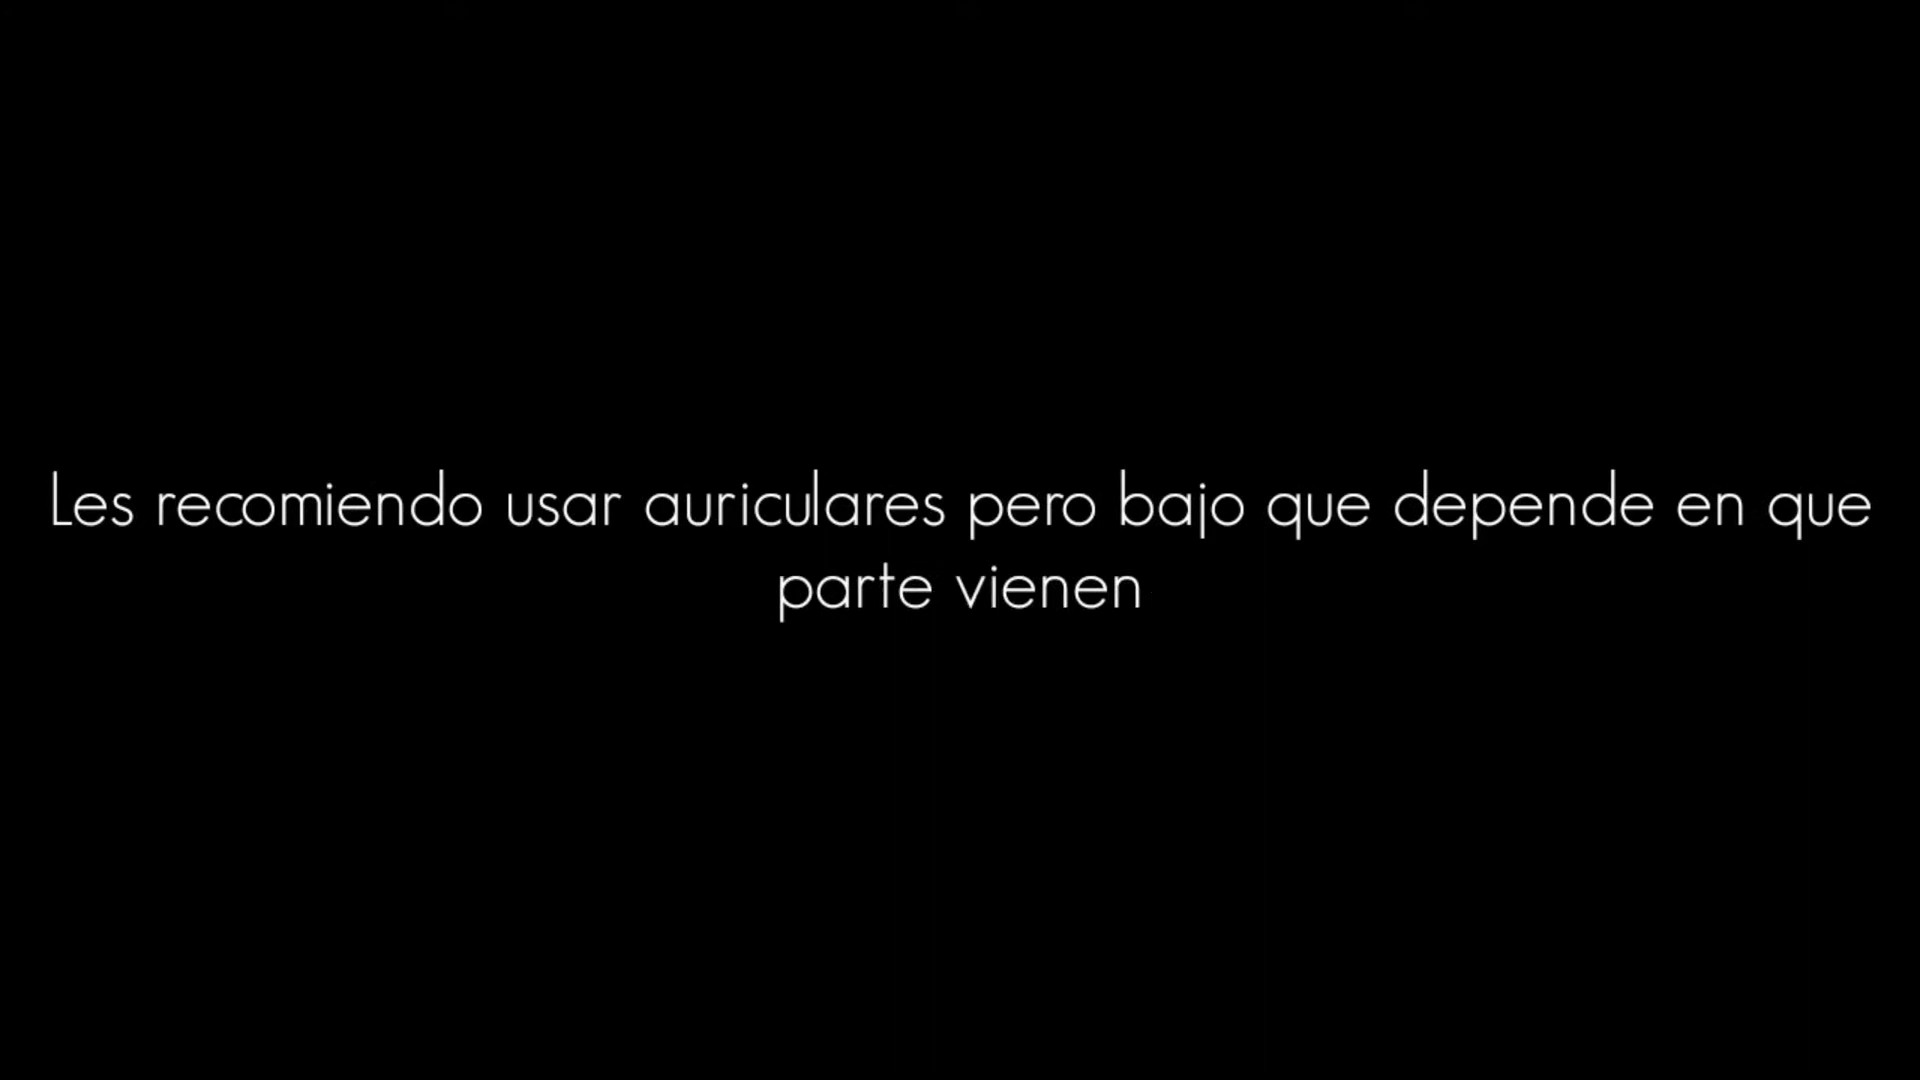 Les recomiendo usar auriculares pero bajo que depende en que
parte vienen